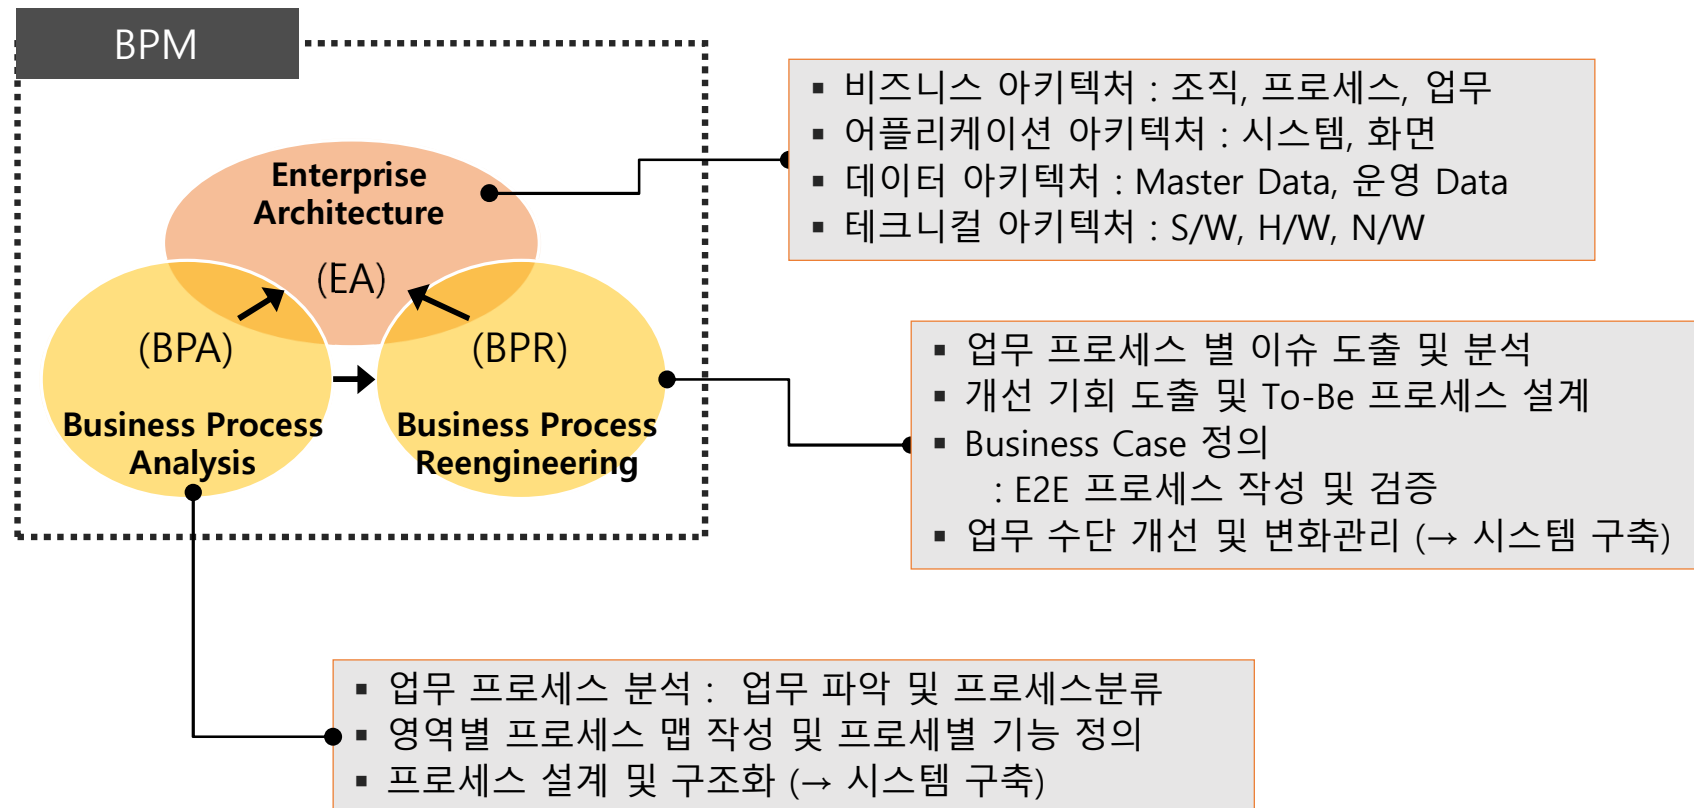 BPM
Enterprise
Architecture
(EA)
(BPA)
Business Process
Analysis
(BPR)
Business Process
Reengineering
▪ 비즈니스 아키텍처 : 조직, 프로세스, 업무
▪ 어플리케이션 아키텍처 : 시스템, 화면
▪ 데이터 아키텍처 : Master Data, 운영 Data
▪ 테크니컬 아키텍처 : S/W, H/W, N/W
▪ 업무 프로세스 별 이슈 도출 및 분석
▪ 개선 기회 도출 및 To-Be 프로세스 설계
▪ Business Case 정의
: E2E 프로세스 작성 및 검증
▪ 업무 수단 개선 및 변화관리 (→ 시스템 구축)
▪ 업무 프로세스 분석 : 업무 파악 및 프로세스분류
▪ 영역별 프로세스 맵 작성 및 프로세별 기능 정의
▪ 프로세스 설계 및 구조화 (→ 시스템 구축)